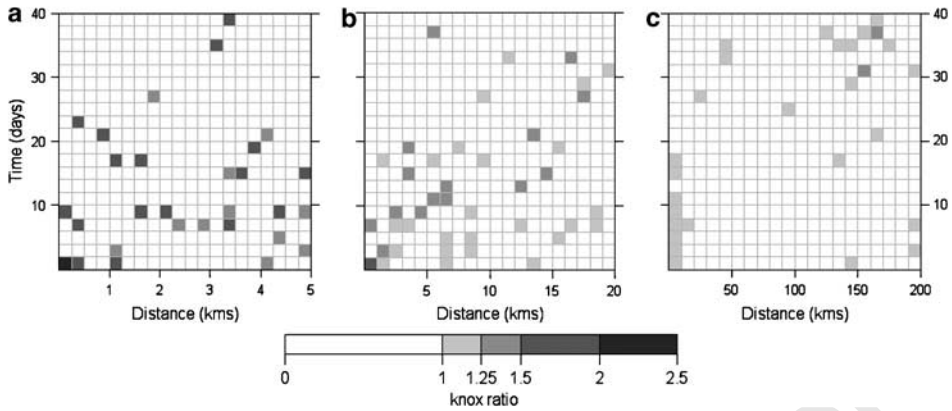 a
40
30
20
10
Time (days)
1 2 3 4 5
Distance (kms)
b
5 10 15 20
Distance (kms)
c
40
30
20
10
50 100 150 200
Distance (kms)
0 1 1.25 1.5 2 2.5
knox ratio